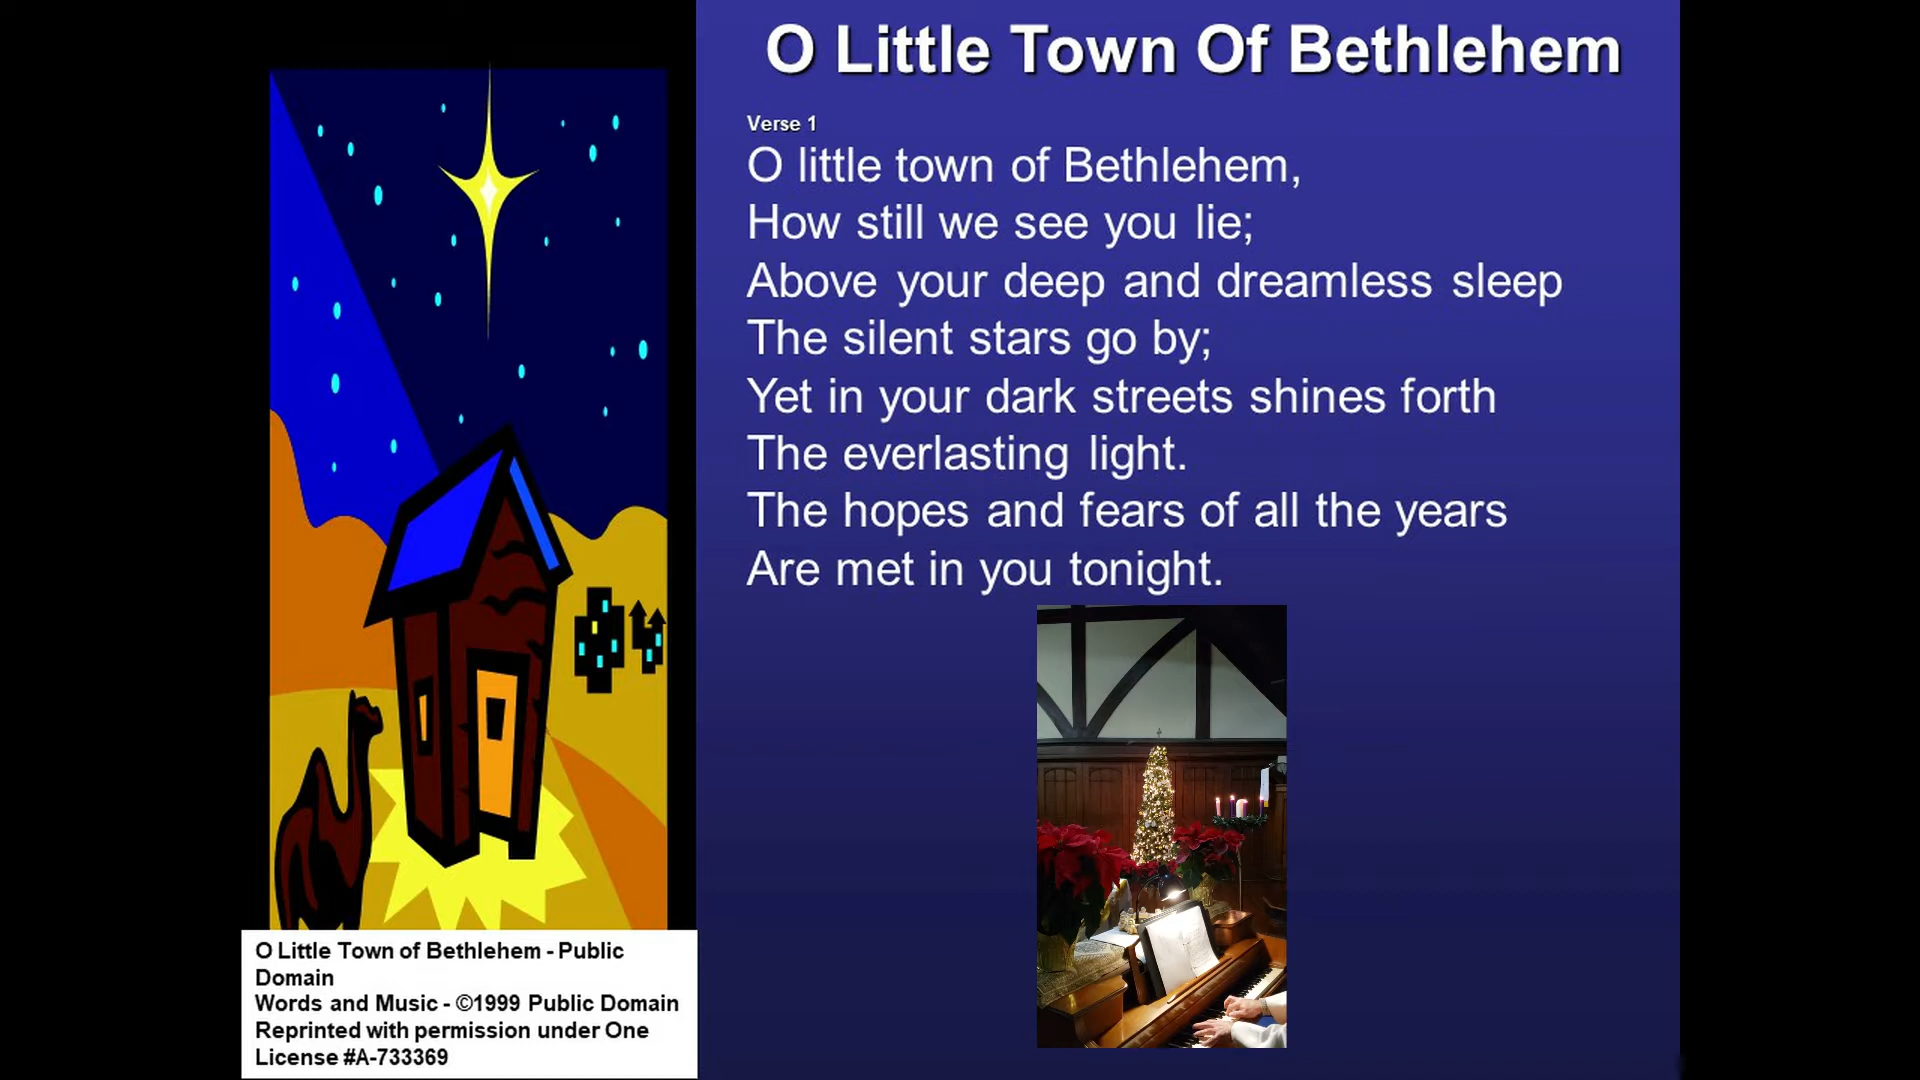 O Little Town Of Bethlehem
Verse 1
O little town of Bethlehem,
How still we see you lie;
Above your deep and dreamless sleep
The silent stars go by;
Yet in your dark streets shines forth
The everlasting light.
The hopes and fears of all the years
Are met in you tonight.
O Little Town of Bethlehem - Public
Domain
Words and Music - ©1999 Public Domain
Reprinted with permission under One
License #A-733369